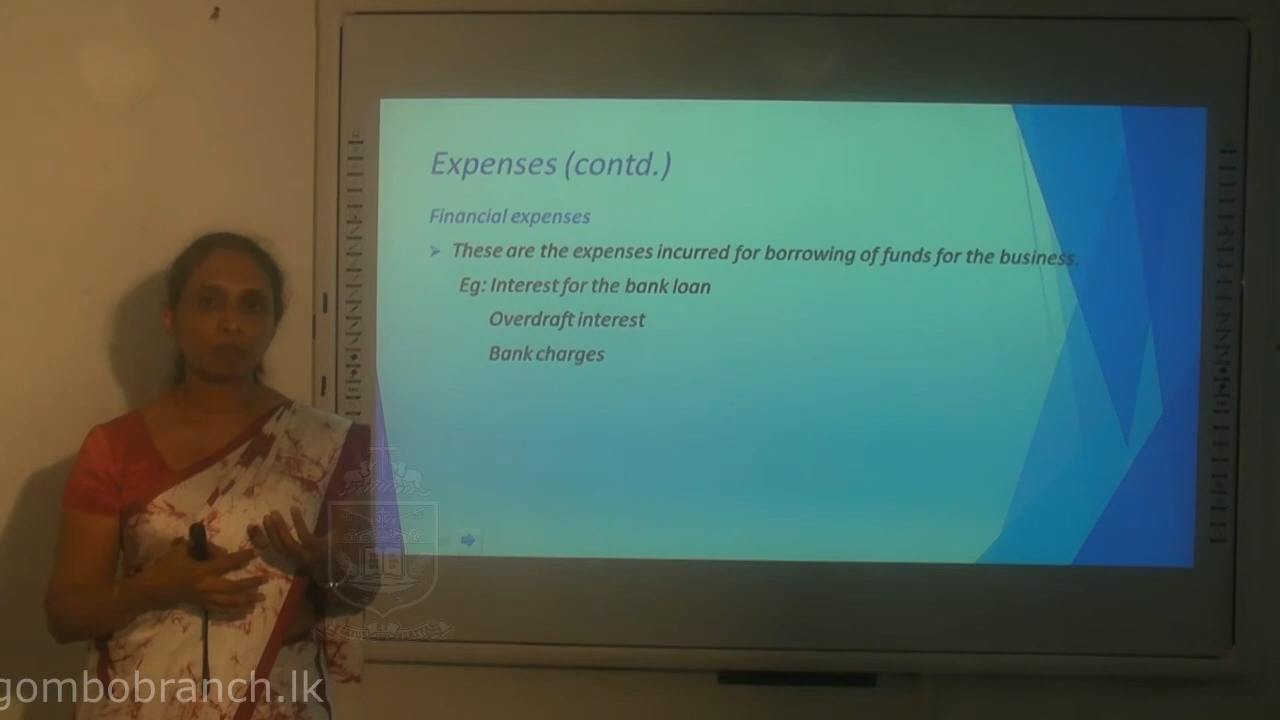 Expenses (contd.)
Financial expenses
These are the expenses incurred for borrowing of funds for the business.
Eg: Interest for the bank loan
Overdraft interest
Bank charges
gombobranch.lk